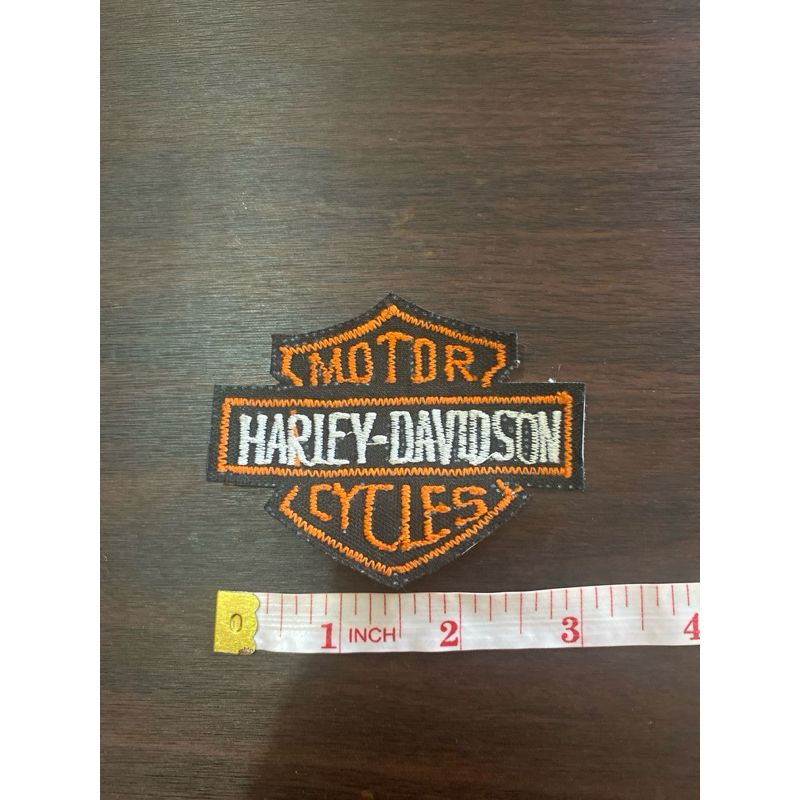 MOTOR
HARLEY-DAVIDSON
CYCLES
0 1 INCH 2 3 4